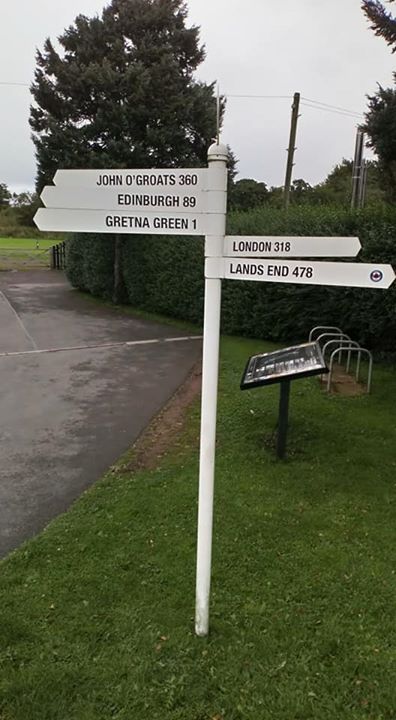 JOHN O'GROATS 360
EDINBURGH 89
GRETNA GREEN 1
LONDON 318
LANDS END 478